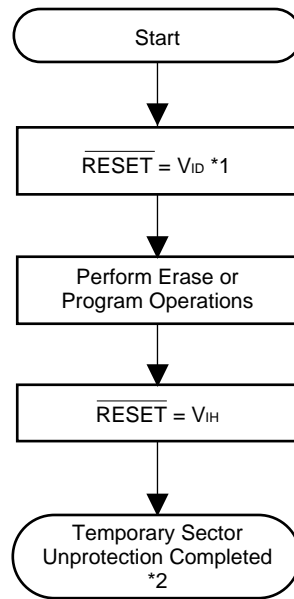 Start
RESET = VID *1
Perform Erase or
Program Operations
RESET = VIH
Temporary Sector
Unprotection Completed
*2